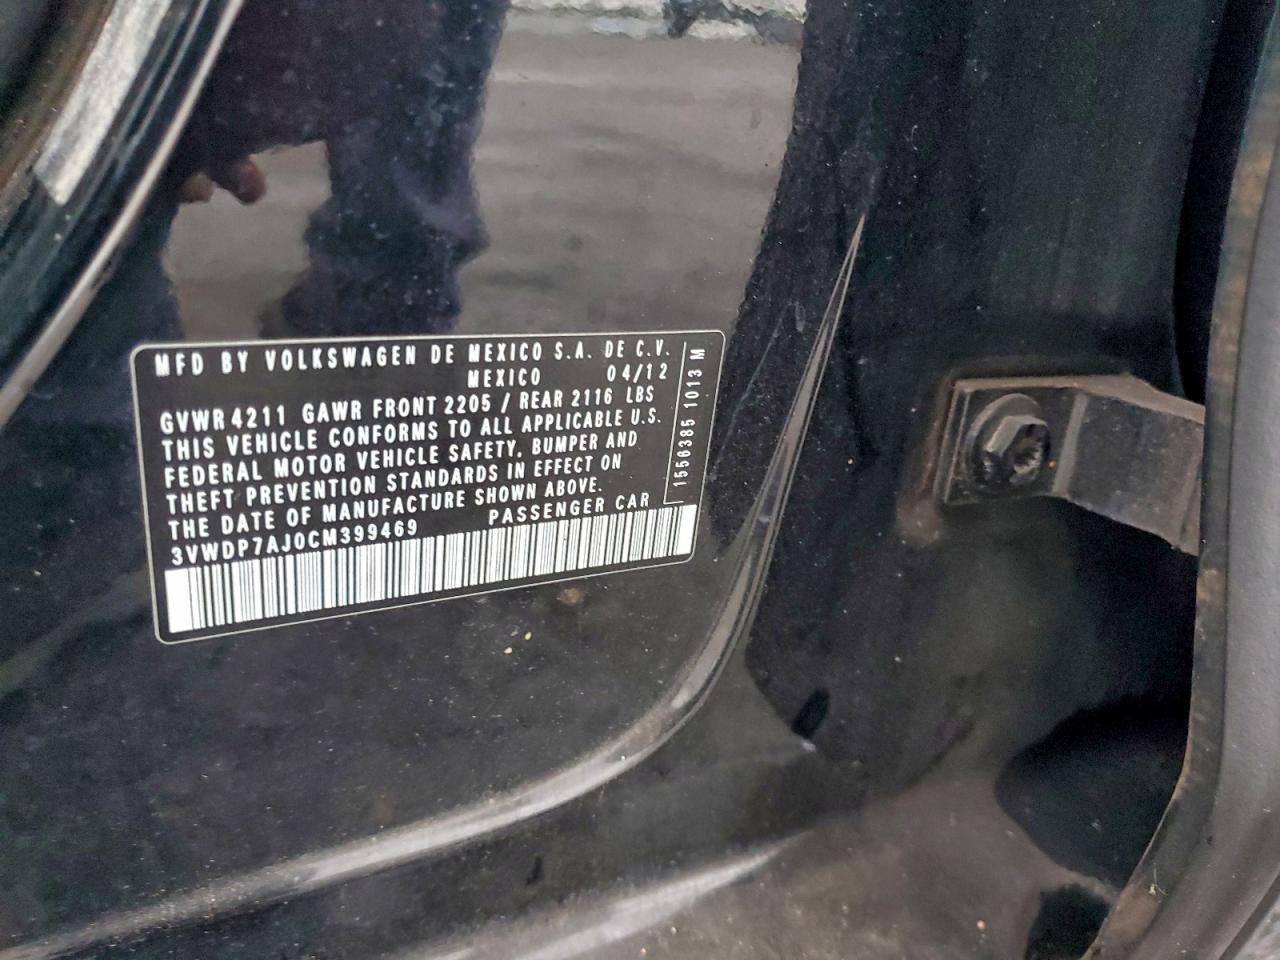 MFD BY VOLKSWAGEN DE MEXICO S.A. DE C.V.
MEXICO 04/12
GVWR 4211 GAWR FRONT 2205 / REAR 2116 LBS
THIS VEHICLE CONFORMS TO ALL APPLICABLE U.S.
FEDERAL MOTOR VEHICLE SAFETY, BUMPER AND
THEFT PREVENTION STANDARDS IN EFFECT ON
THE DATE OF MANUFACTURE SHOWN ABOVE.
3VWDP7AJ0CM399469 PASSENGER CAR
1556385 1013 M